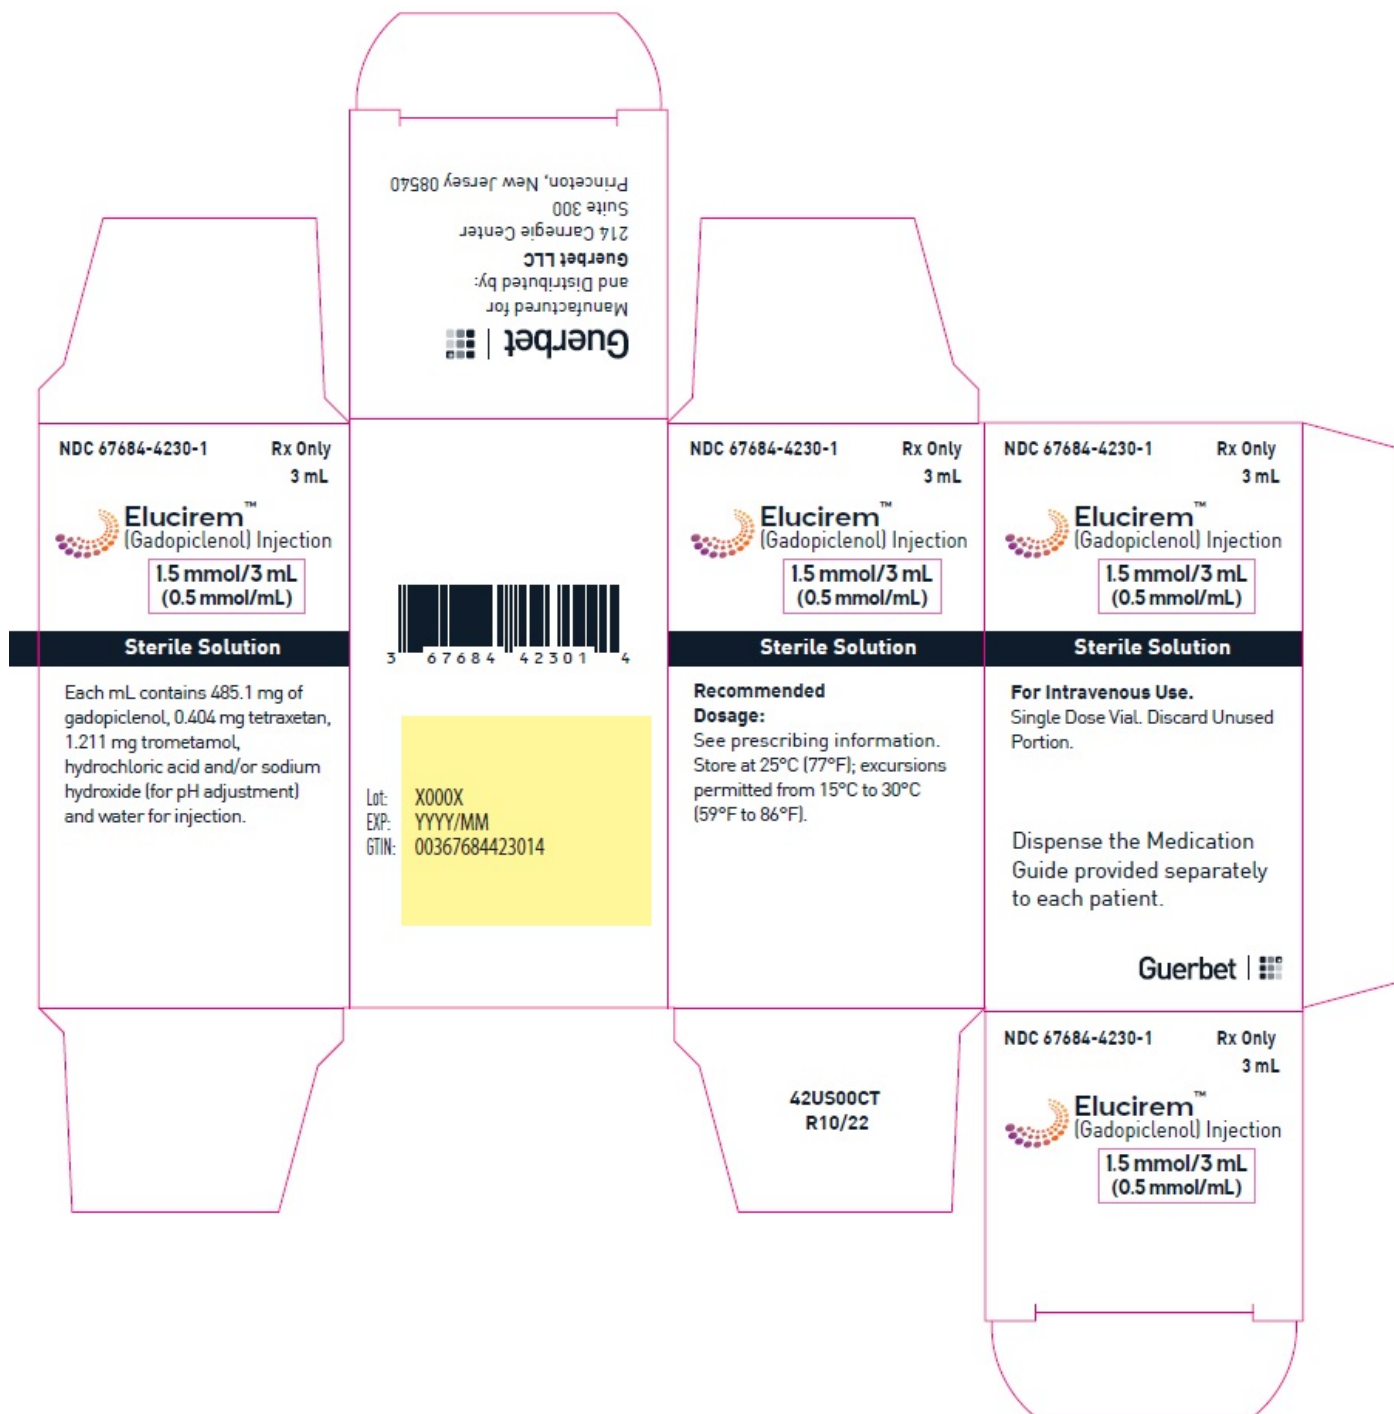 Guerbet
Manufactured for
and Distributed by:
Guerbet LLC
214 Carnegie Center
Suite 300
Princeton, New Jersey 08540
NDC 67684-4230-1 Rx Only
3 mL
Elucirem™
(Gadopiclenol) Injection
1.5 mmol/3 mL
(0.5 mmol/mL)
Sterile Solution
Each mL contains 485.1 mg of
gadopiclenol, 0.404 mg tetraxetan,
1.211 mg trometamol,
hydrochloric acid and/or sodium
hydroxide (for pH adjustment)
and water for injection.
3 67684 42301 4
Lot: X000X
EXP: YYYY/MM
GTIN: 00367684423014
NDC 67684-4230-1 Rx Only
3 mL
Elucirem™
(Gadopiclenol) Injection
1.5 mmol/3 mL
(0.5 mmol/mL)
Sterile Solution
Recommended
Dosage:
See prescribing information.
Store at 25°C (77°F); excursions
permitted from 15°C to 30°C
(59°F to 86°F).
42US00CT
R10/22
NDC 67684-4230-1 Rx Only
3 mL
Elucirem™
(Gadopiclenol) Injection
1.5 mmol/3 mL
(0.5 mmol/mL)
Sterile Solution
For Intravenous Use.
Single Dose Vial. Discard Unused
Portion.
Dispense the Medication
Guide provided separately
to each patient.
Guerbet
NDC 67684-4230-1 Rx Only
3 mL
Elucirem™
(Gadopiclenol) Injection
1.5 mmol/3 mL
(0.5 mmol/mL)